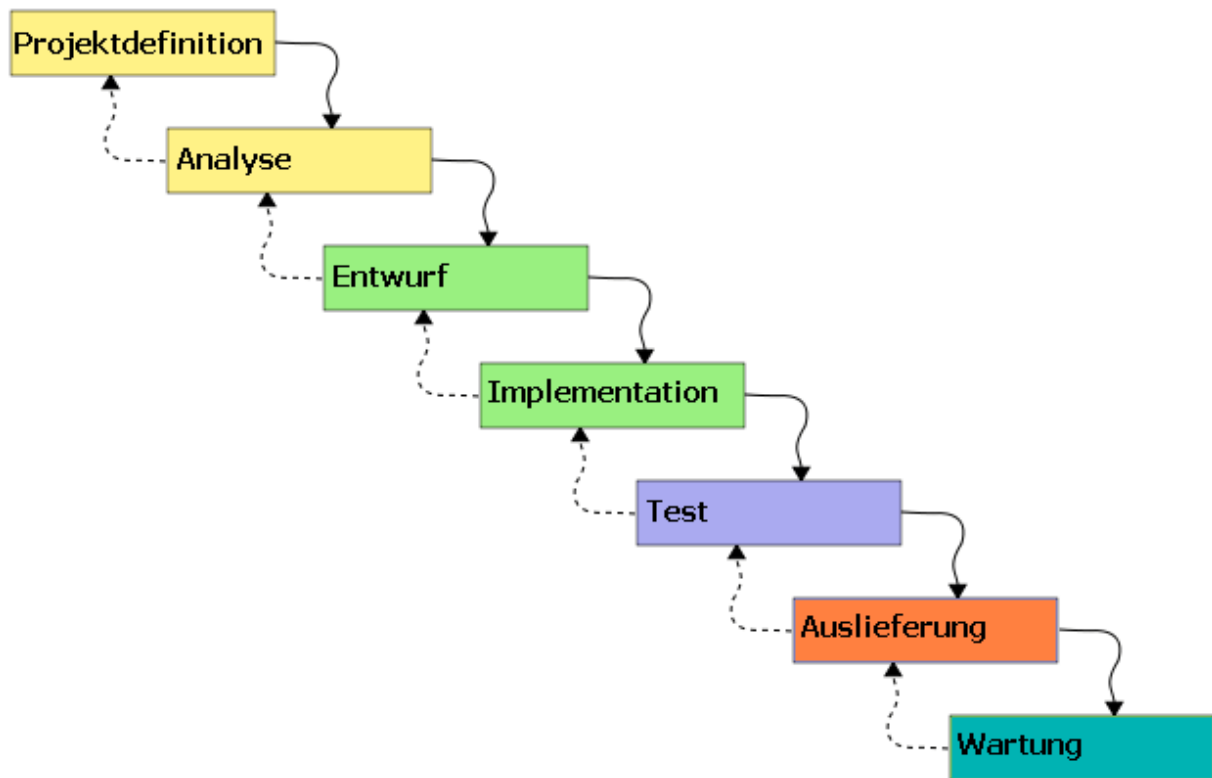 Projektdefinition
Analyse
Entwurf
Implementation
Test
Auslieferung
Wartung